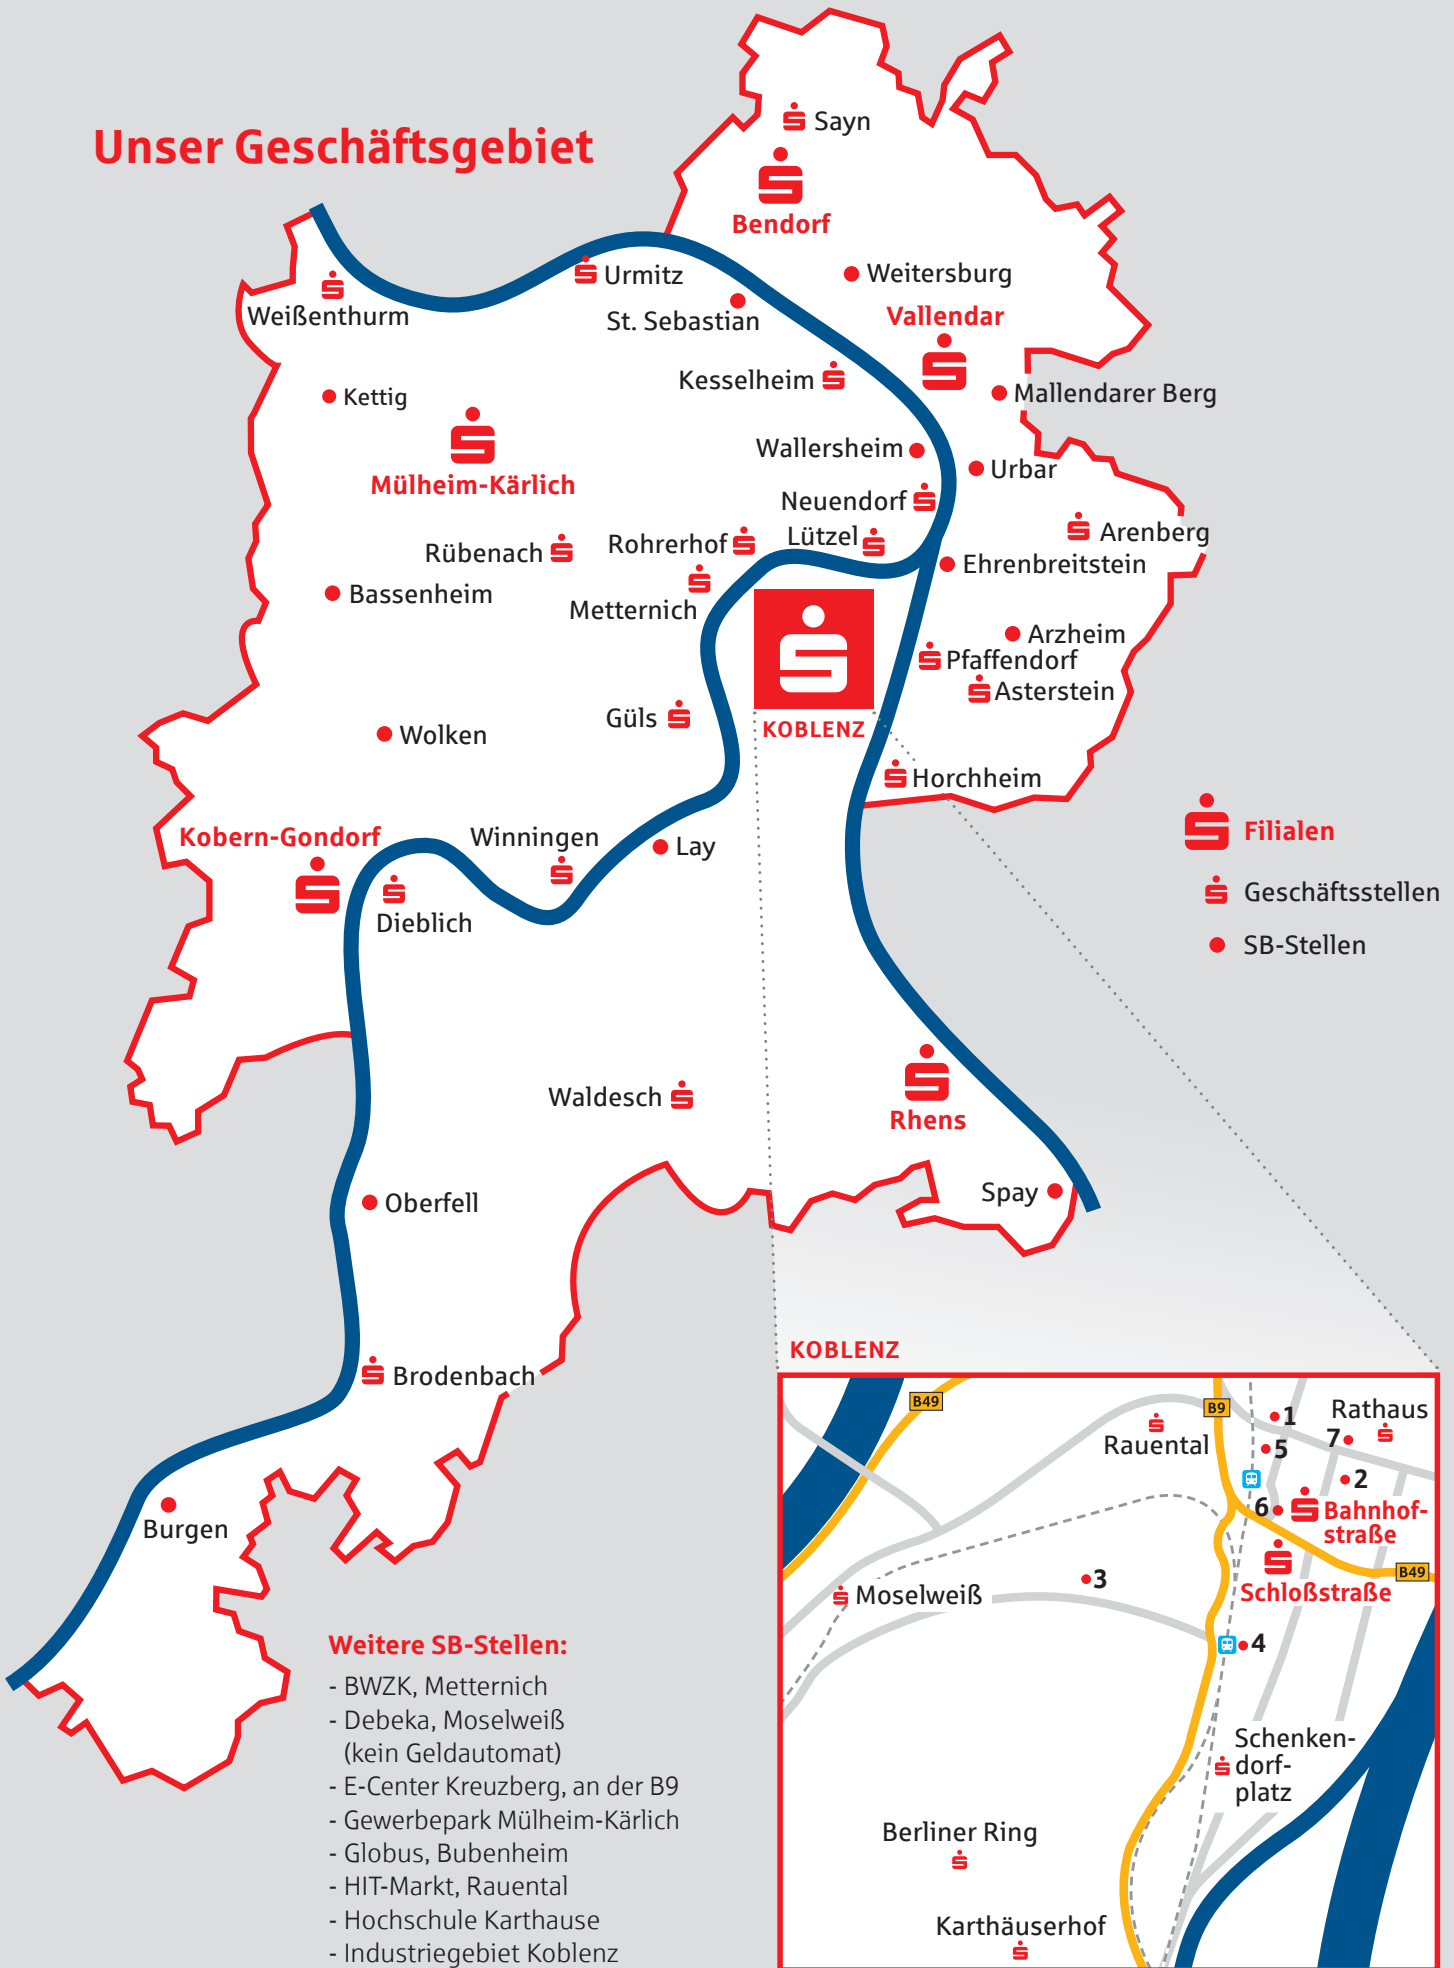 Unser Geschäftsgebiet
Sayn
Bendorf
Weitersburg
Urmitz
St. Sebastian
Weißenthurm
Vallendar
Kesselheim
Mallendarer Berg
Kettig
Mülheim-Kärlich
Wallersheim
Urbar
Neuendorf
Arenberg
Lützel
Rohrerhof
Rübenach
Ehrenbreitstein
Bassenheim
Metternich
Arzheim
Pfaffendorf
Asterstein
Güls
KOBLENZ
Wolken
Horchheim
Kobern-Gondorf
Winningen
Lay
Dieblich
Filialen
Geschäftsstellen
SB-Stellen
Waldesch
Rhens
Spay
Oberfell
Brodenbach
Burgen
Weitere SB-Stellen:
- BWZK, Metternich
- Debeka, Moselweiß
(kein Geldautomat)
- E-Center Kreuzberg, an der B9
- Gewerbepark Mülheim-Kärlich
- Globus, Bubenheim
- HIT-Markt, Rauental
- Hochschule Karthause
- Industriegebiet Koblenz
KOBLENZ
B49
B9
1
Rathaus
Rauental
7
5
2
6
Bahnhof-
straße
Schloßstraße
B49
3
Moselweiß
4
Schenken-
dorf-
platz
Berliner Ring
Karthäuserhof